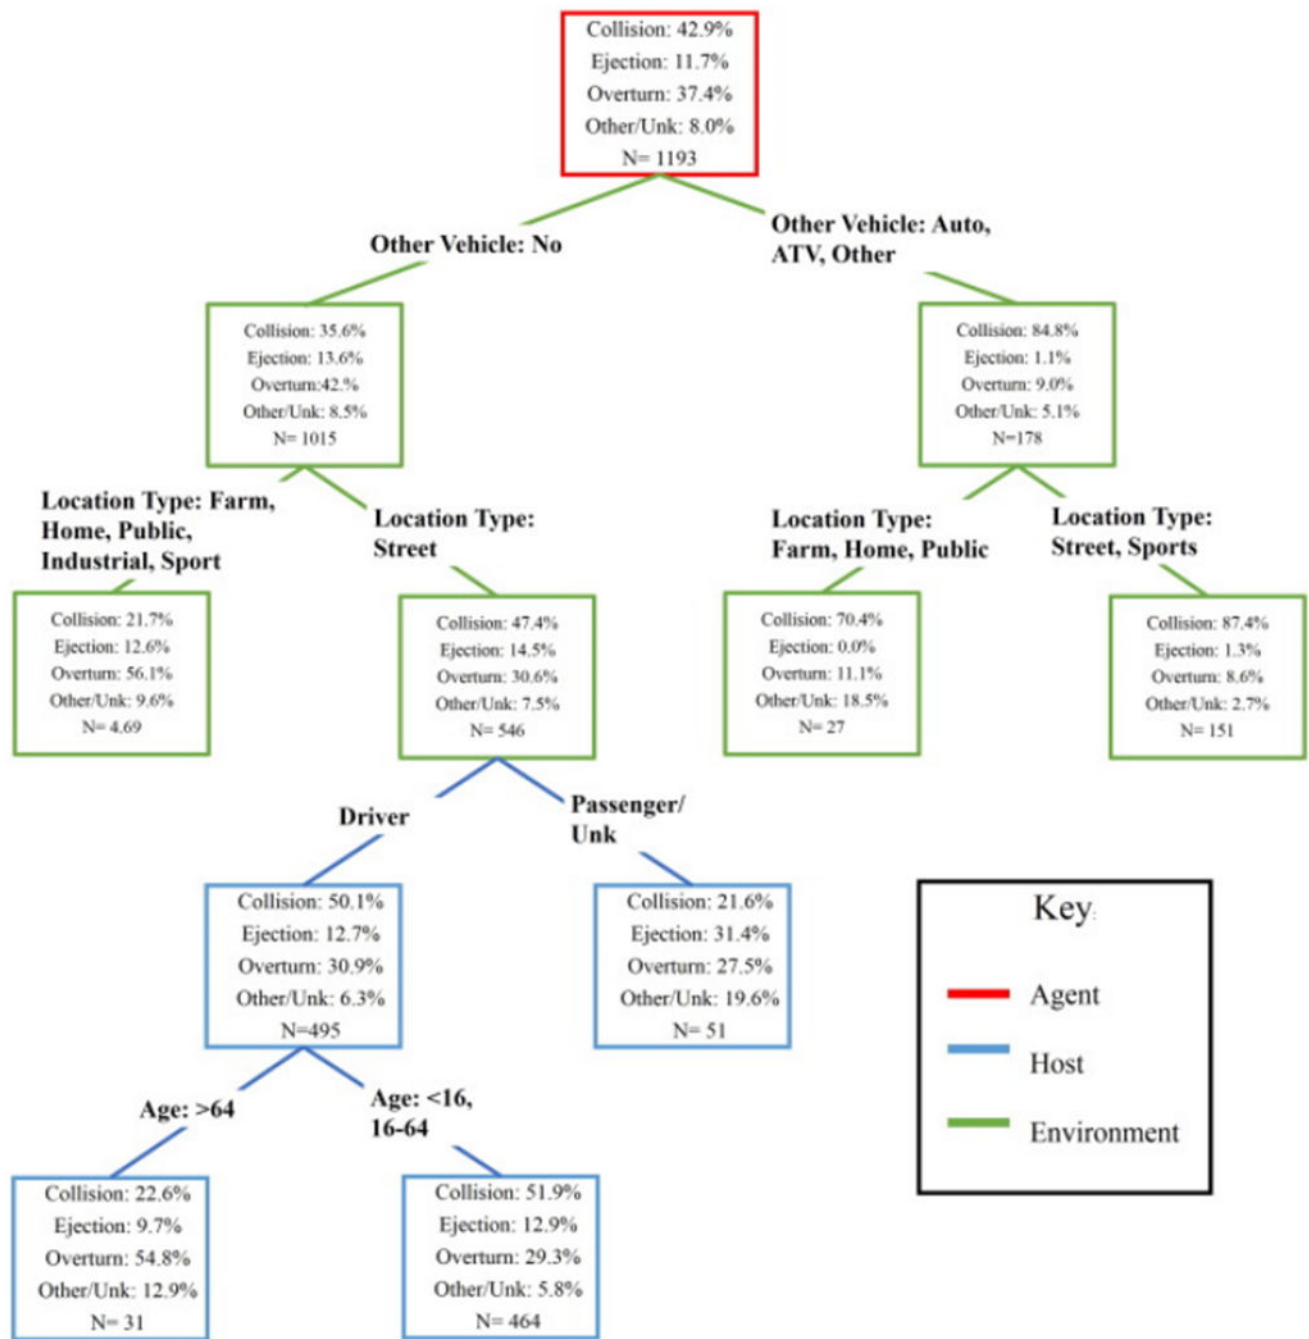 Collision: 42.9%
Ejection: 11.7%
Overturn: 37.4%
Other/Unk: 8.0%
N= 1193
Other Vehicle: No
Other Vehicle: Auto,
ATV, Other
Collision: 35.6%
Ejection: 13.6%
Overturn:42.%
Other/Unk: 8.5%
N= 1015
Collision: 84.8%
Ejection: 1.1%
Overturn: 9.0%
Other/Unk: 5.1%
N=178
Location Type: Farm,
Home, Public,
Industrial, Sport
Location Type:
Street
Location Type:
Farm, Home, Public
Location Type:
Street, Sports
Collision: 21.7%
Ejection: 12.6%
Overturn: 56.1%
Other/Unk: 9.6%
N= 4.69
Collision: 47.4%
Ejection: 14.5%
Overturn: 30.6%
Other/Unk: 7.5%
N= 546
Collision: 70.4%
Ejection: 0.0%
Overturn: 11.1%
Other/Unk: 18.5%
N= 27
Collision: 87.4%
Ejection: 1.3%
Overturn: 8.6%
Other/Unk: 2.7%
N= 151
Driver
Passenger/
Unk
Collision: 50.1%
Ejection: 12.7%
Overturn: 30.9%
Other/Unk: 6.3%
N=495
Collision: 21.6%
Ejection: 31.4%
Overturn: 27.5%
Other/Unk: 19.6%
N= 51
Key:
Agent
Host
Environment
Age: >64
Age: <16,
16-64
Collision: 22.6%
Ejection: 9.7%
Overturn: 54.8%
Other/Unk: 12.9%
N= 31
Collision: 51.9%
Ejection: 12.9%
Overturn: 29.3%
Other/Unk: 5.8%
N= 464